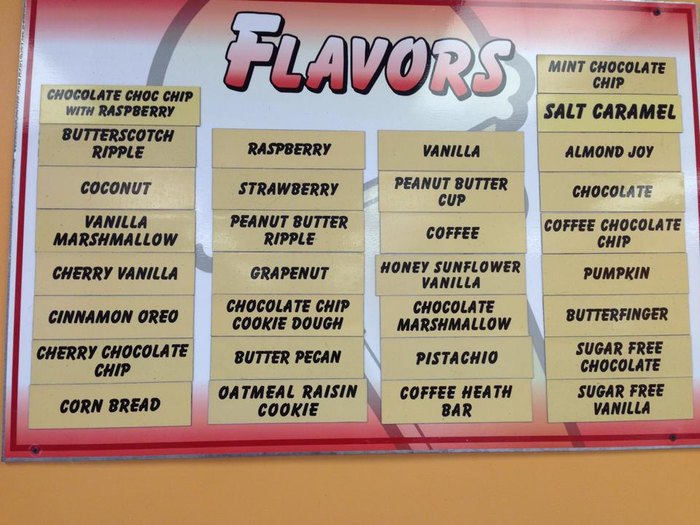 FLAVORS
CHOCOLATE CHOC CHIP
WITH RASPBERRY
BUTTERSCOTCH
RIPPLE
COCONUT
VANILLA
MARSHMALLOW
CHERRY VANILLA
CINNAMON OREO
CHERRY CHOCOLATE
CHIP
CORN BREAD
RASPBERRY
STRAWBERRY
PEANUT BUTTER
RIPPLE
GRAPENUT
CHOCOLATE CHIP
COOKIE DOUGH
BUTTER PECAN
OATMEAL RAISIN
COOKIE
VANILLA
PEANUT BUTTER
CUP
COFFEE
HONEY SUNFLOWER
VANILLA
CHOCOLATE
MARSHMALLOW
PISTACHIO
COFFEE HEATH
BAR
MINT CHOCOLATE
CHIP
SALT CARAMEL
ALMOND JOY
CHOCOLATE
COFFEE CHOCOLATE
CHIP
PUMPKIN
BUTTERFINGER
SUGAR FREE
CHOCOLATE
SUGAR FREE
VANILLA